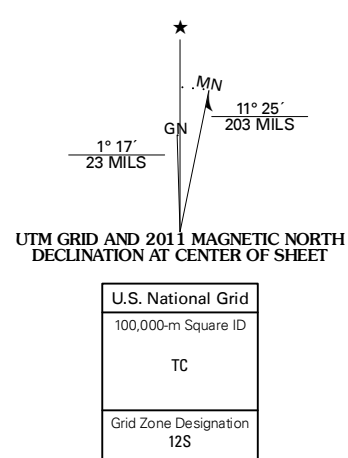 ★
MN
11° 25´
203 MILS
GN
1° 17´
23 MILS
UTM GRID AND 2011 MAGNETIC NORTH
DECLINATION AT CENTER OF SHEET
U.S. National Grid
100,000-m Square ID
TC
Grid Zone Designation
12S